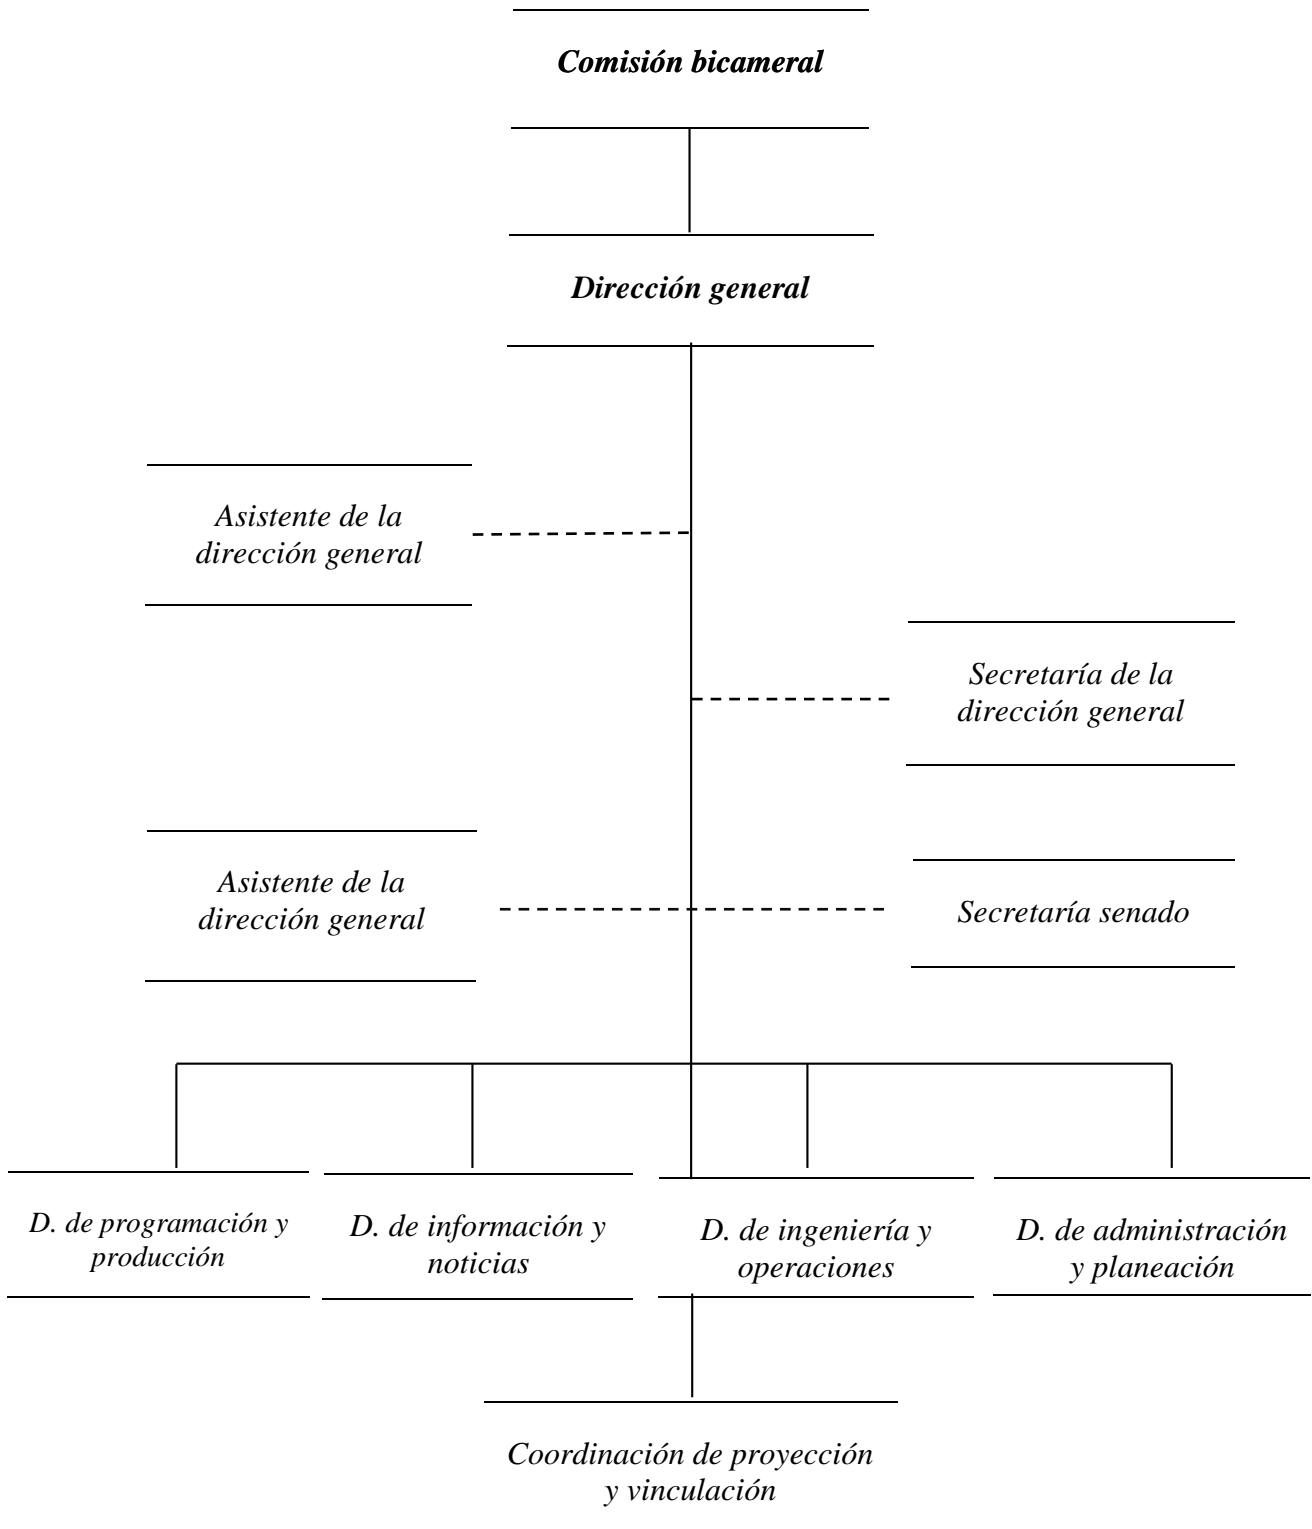 Comisión bicameral
Dirección general
Asistente de la
dirección general
Secretaría de la
dirección general
Asistente de la
dirección general
Secretaría senado
D. de programación y
producción
D. de información y
noticias
D. de ingeniería y
operaciones
D. de administración
y planeación
Coordinación de proyección
y vinculación